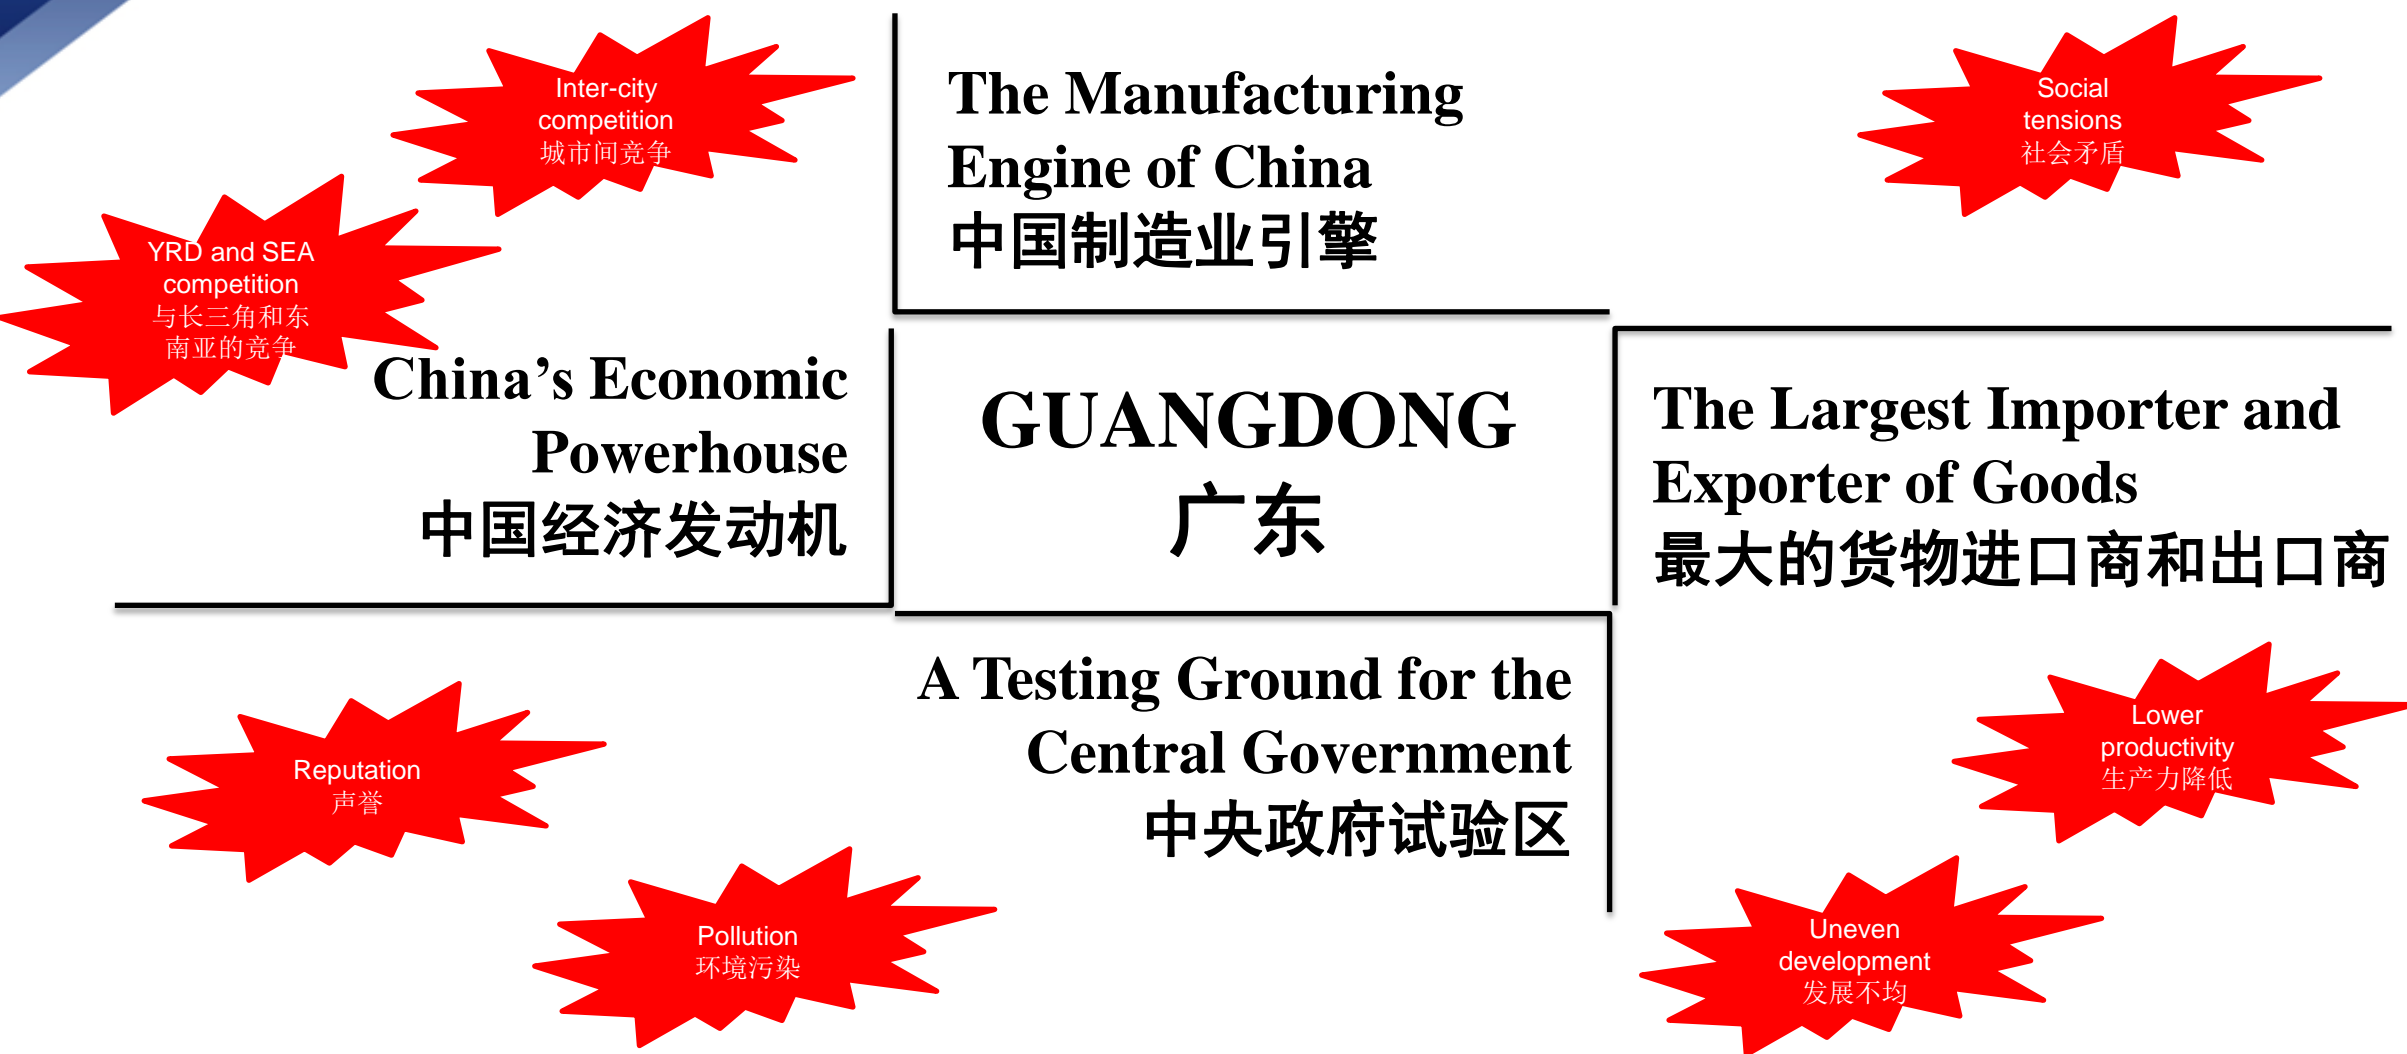 Inter-city
competition
城市间竞争
The Manufacturing
Engine of China
中国制造业引擎
Social
tensions
社会矛盾
YRD and SEA
competition
与长三角和东
南亚的竞争
China’s Economic
Powerhouse
中国经济发动机
GUANGDONG
广东
The Largest Importer and
Exporter of Goods
最大的货物进口商和出口商
A Testing Ground for the
Central Government
中央政府试验区
Reputation
声誉
Lower
productivity
生产力降低
Pollution
环境污染
Uneven
development
发展不均